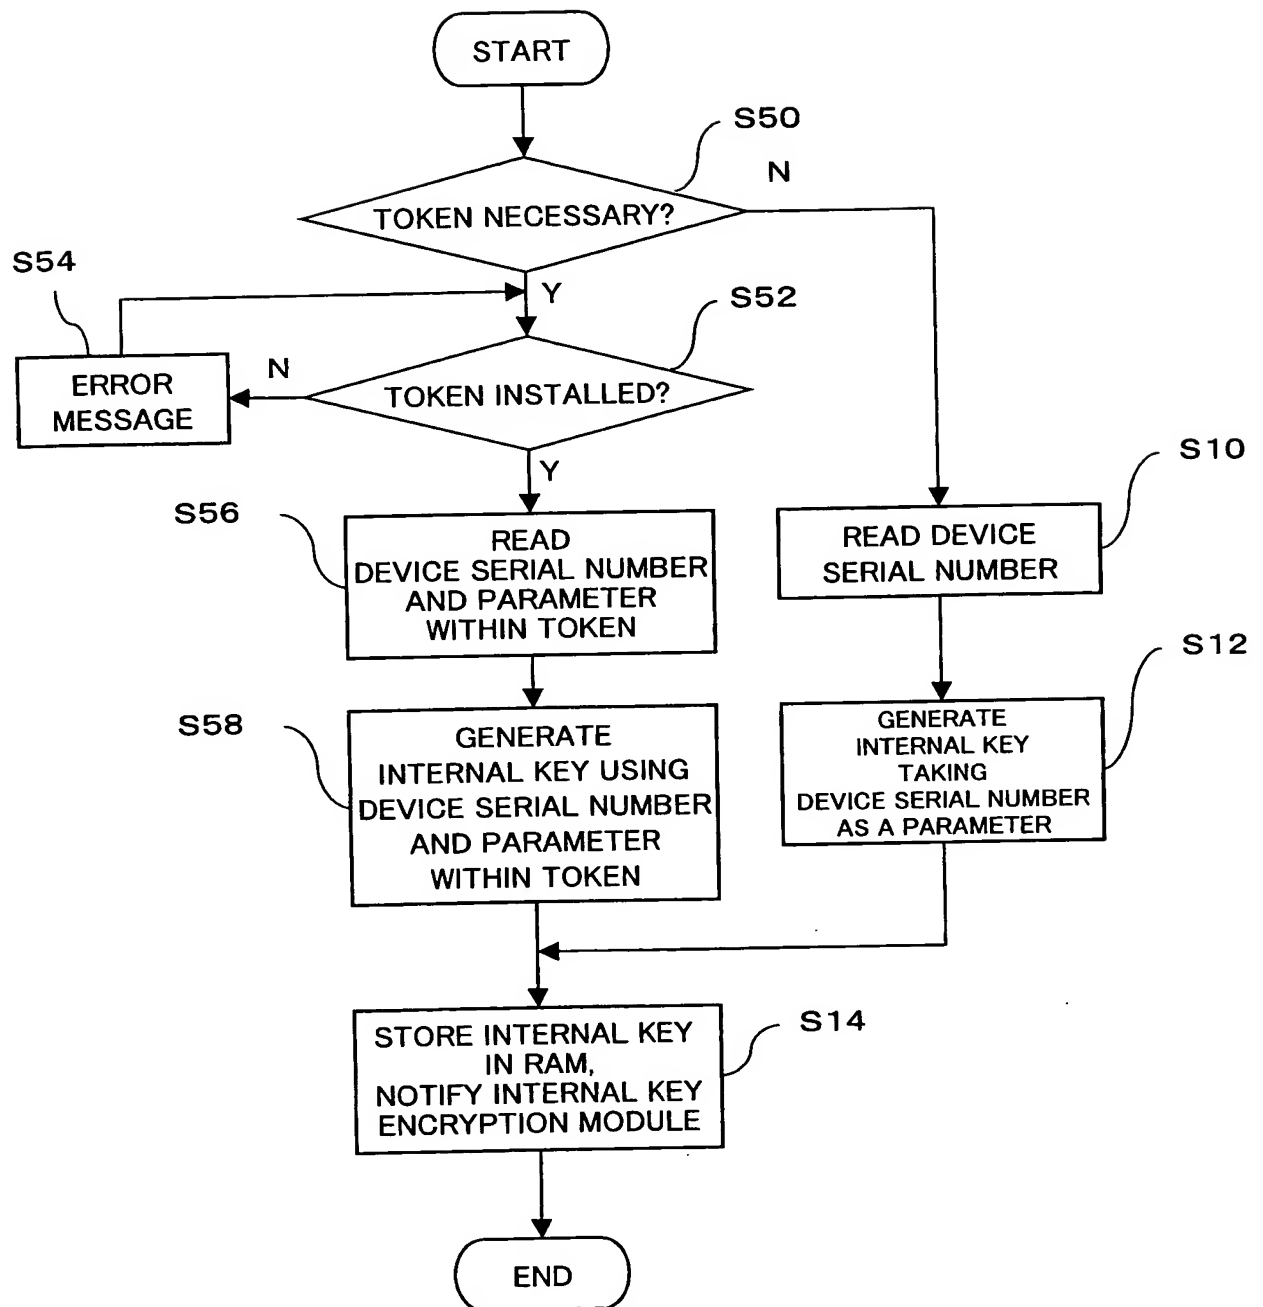 START
S50
N
TOKEN NECESSARY?
S54
Y
S52
ERROR
MESSAGE
N
TOKEN INSTALLED?
Y
S10
S56
READ
DEVICE SERIAL NUMBER
AND PARAMETER
WITHIN TOKEN
READ DEVICE
SERIAL NUMBER
S12
S58
GENERATE
INTERNAL KEY USING
DEVICE SERIAL NUMBER
AND PARAMETER
WITHIN TOKEN
GENERATE
INTERNAL KEY
TAKING
DEVICE SERIAL NUMBER
AS A PARAMETER
S14
STORE INTERNAL KEY
IN RAM,
NOTIFY INTERNAL KEY
ENCRYPTION MODULE
END